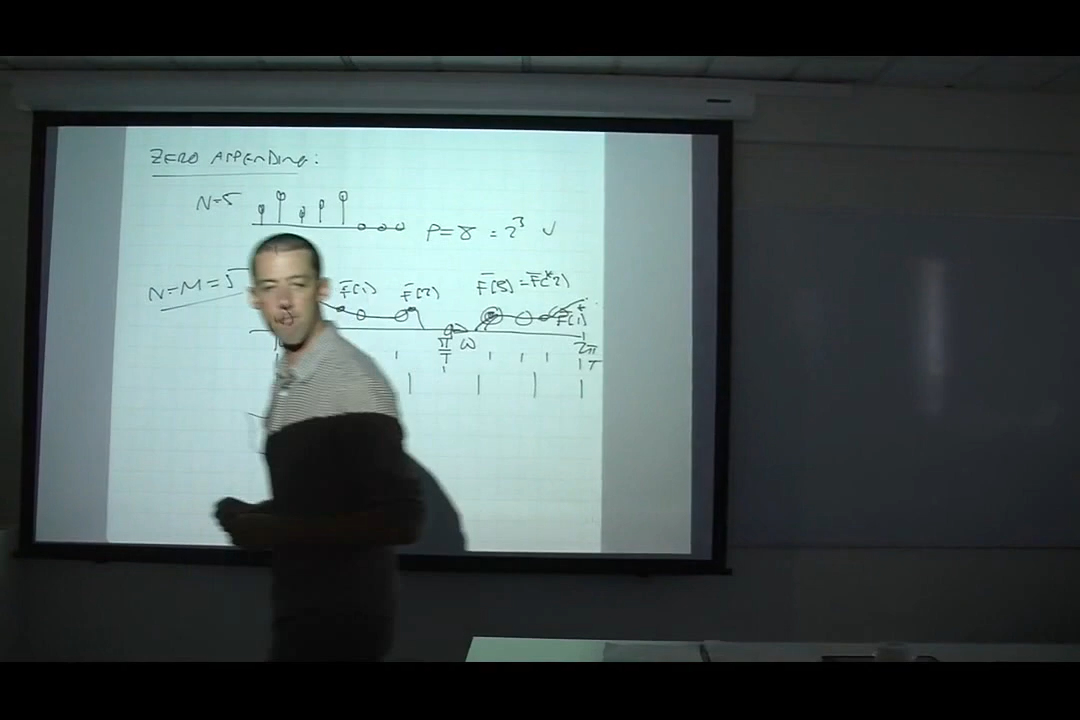 ZERO APPENDING:
N=5
P=8 = 2³ ✓
N=M=5 F(1) F(2) F(3) = F*(2)
F(1)*
π/T ω 2π/T